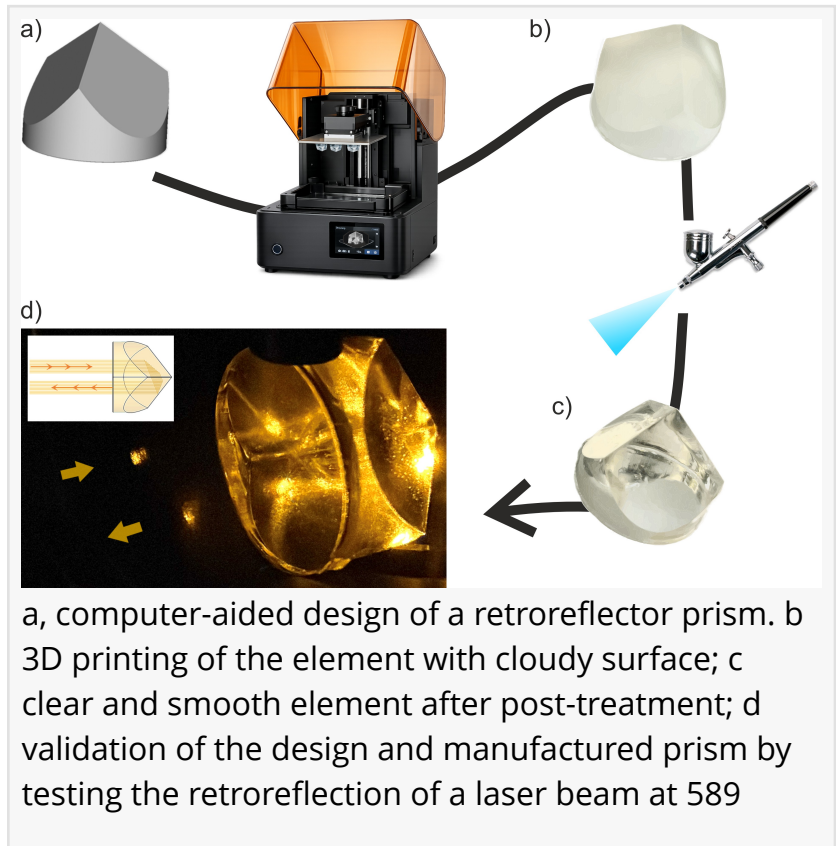 a)
b)
d)
c)
a, computer-aided design of a retroreflector prism. b
3D printing of the element with cloudy surface; c
clear and smooth element after post-treatment; d
validation of the design and manufactured prism by
testing the retroreflection of a laser beam at 589